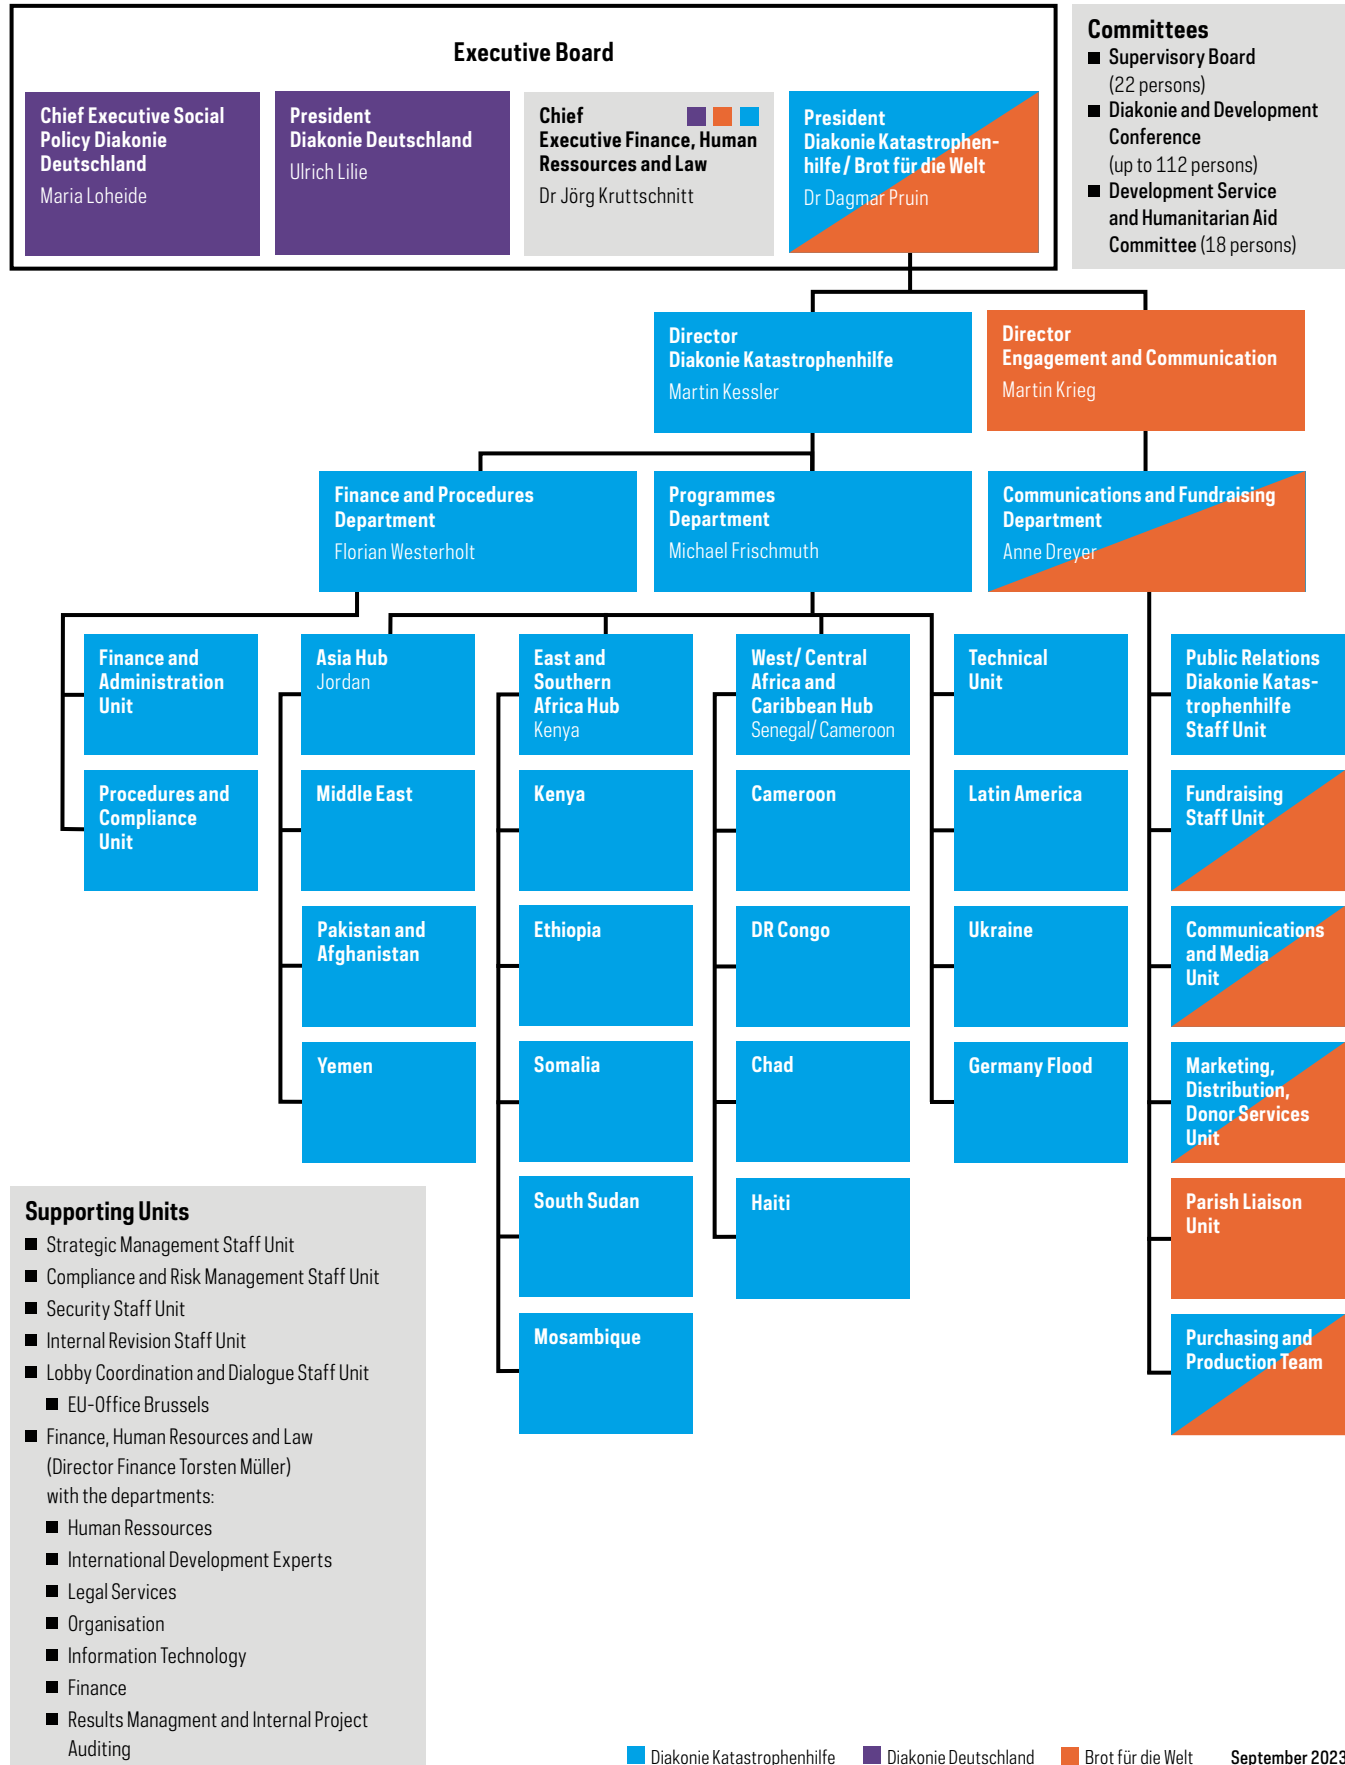 Executive Board
Chief Executive Social
Policy Diakonie
Deutschland
Maria Loheide
President
Diakonie Deutschland
Ulrich Lilie
Chief
Executive Finance, Human
Ressources and Law
Dr Jörg Kruttschnitt
President
Diakonie Katastrophen-
hilfe / Brot für die Welt
Dr Dagmar Pruin
Committees
■ Supervisory Board
(22 persons)
■ Diakonie and Development
Conference
(up to 112 persons)
■ Development Service
and Humanitarian Aid
Committee (18 persons)
Director
Diakonie Katastrophenhilfe
Martin Kessler
Director
Engagement and Communication
Martin Krieg
Finance and Procedures
Department
Florian Westerholt
Programmes
Department
Michael Frischmuth
Communications and Fundraising
Department
Anne Dreyer
Finance and
Administration
Unit
Procedures and
Compliance
Unit
Asia Hub
Jordan
Middle East
Pakistan and
Afghanistan
Yemen
East and
Southern
Africa Hub
Kenya
Kenya
Ethiopia
Somalia
South Sudan
Mosambique
West/ Central
Africa and
Caribbean Hub
Senegal/ Cameroon
Cameroon
DR Congo
Chad
Haiti
Technical
Unit
Latin America
Ukraine
Germany Flood
Public Relations
Diakonie Katas-
trophenhilfe
Staff Unit
Fundraising
Staff Unit
Communications
and Media
Unit
Marketing,
Distribution,
Donor Services
Unit
Parish Liaison
Unit
Purchasing and
Production Team
Supporting Units
■ Strategic Management Staff Unit
■ Compliance and Risk Management Staff Unit
■ Security Staff Unit
■ Internal Revision Staff Unit
■ Lobby Coordination and Dialogue Staff Unit
■ EU-Office Brussels
■ Finance, Human Resources and Law
(Director Finance Torsten Müller)
with the departments:
■ Human Ressources
■ International Development Experts
■ Legal Services
■ Organisation
■ Information Technology
■ Finance
■ Results Managment and Internal Project
Auditing
Diakonie Katastrophenhilfe Diakonie Deutschland Brot für die Welt September 2023